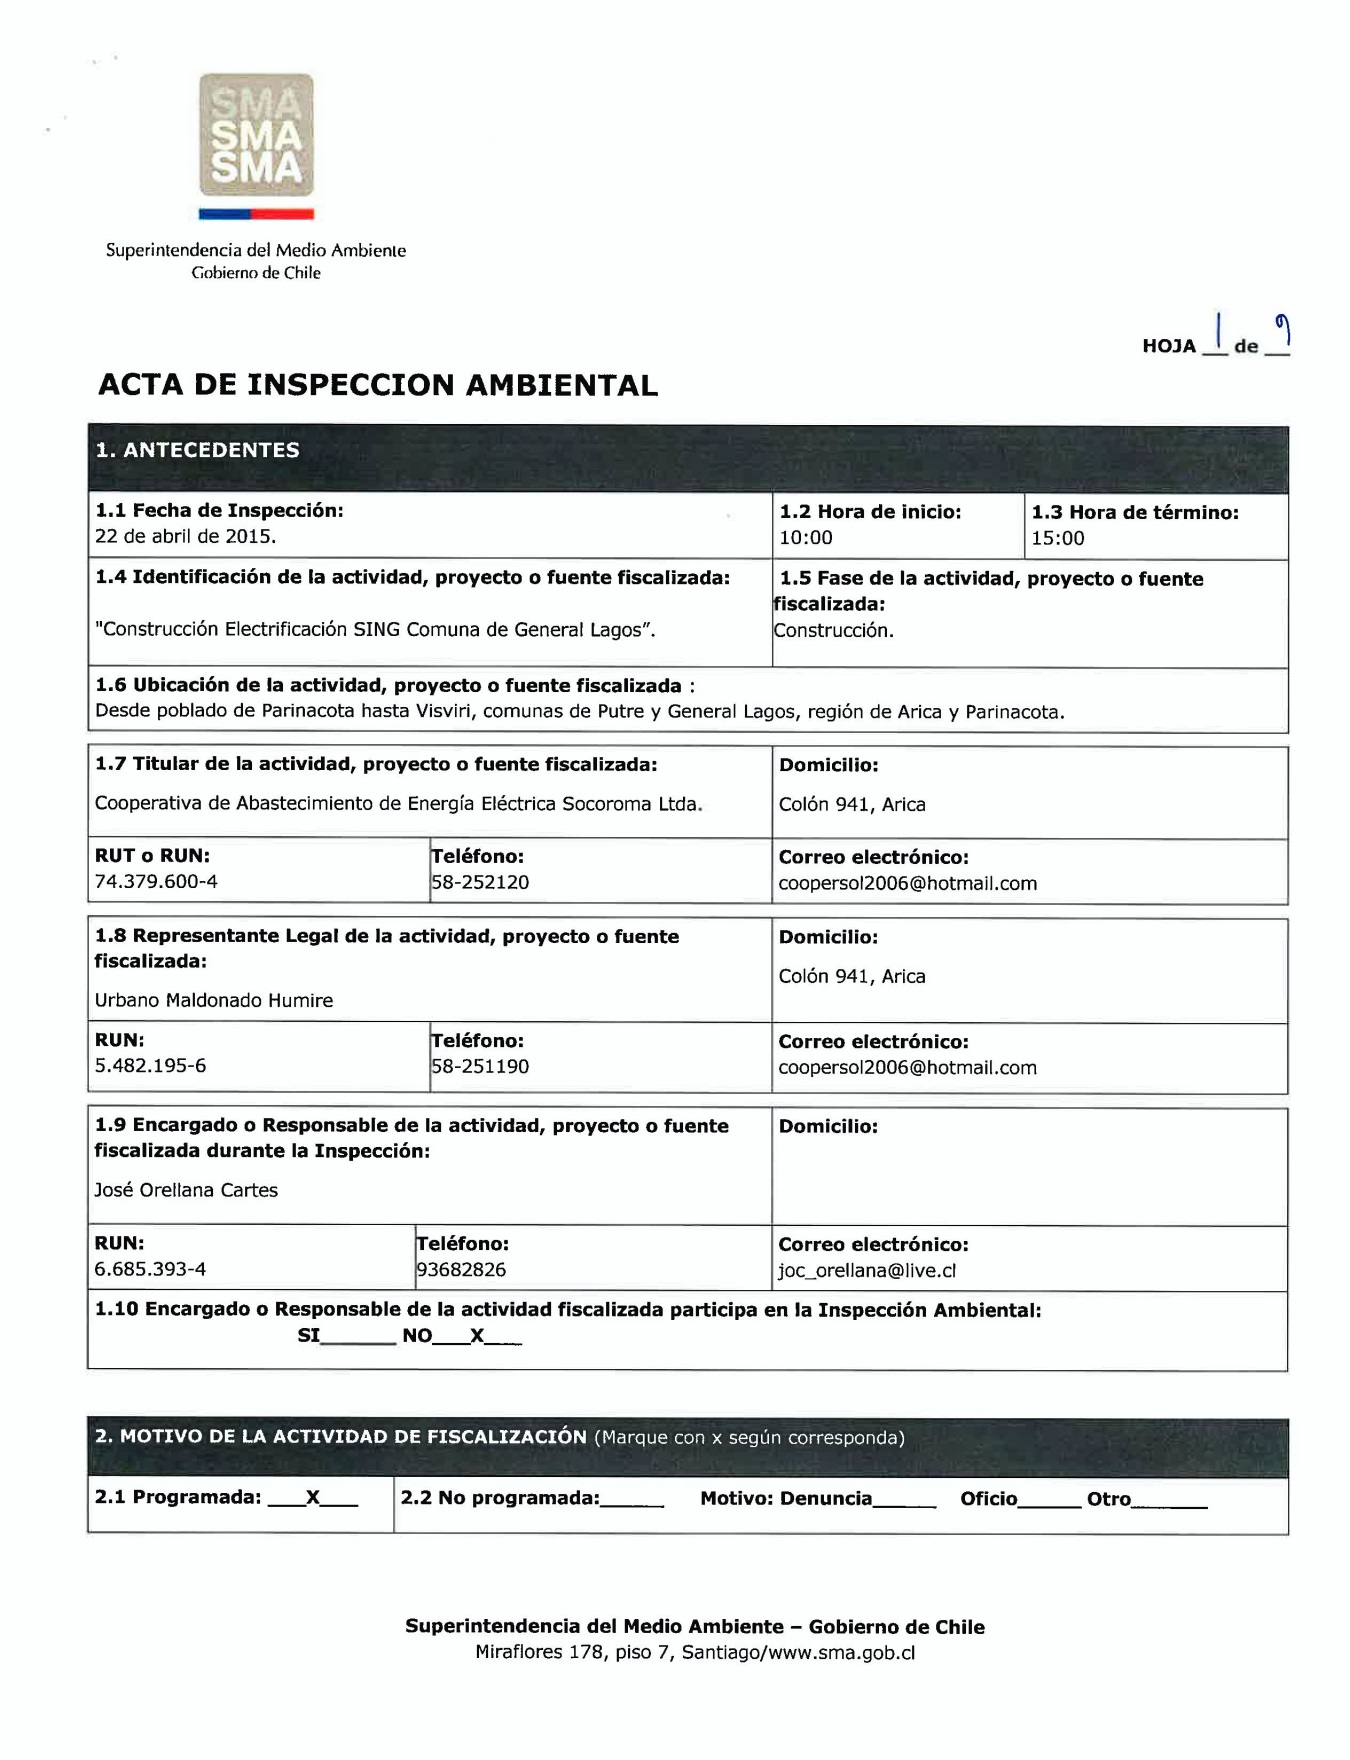 SMA
SMA
SMA
Superintendencia del Medio Ambiente
Gobierno de Chile
HOJA 1 de 9
ACTA DE INSPECCION AMBIENTAL
1. ANTECEDENTES
1.1 Fecha de Inspección:
22 de abril de 2015.
1.2 Hora de inicio:
10:00
1.3 Hora de término:
15:00
1.4 Identificación de la actividad, proyecto o fuente fiscalizada:
"Construcción Electrificación SING Comuna de General Lagos".
1.5 Fase de la actividad, proyecto o fuente
fiscalizada:
Construcción.
1.6 Ubicación de la actividad, proyecto o fuente fiscalizada :
Desde poblado de Parinacota hasta Visviri, comunas de Putre y General Lagos, región de Arica y Parinacota.
1.7 Titular de la actividad, proyecto o fuente fiscalizada:
Cooperativa de Abastecimiento de Energía Eléctrica Socoroma Ltda.
Domicilio:
Colón 941, Arica
RUT o RUN:
74.379.600-4
Teléfono:
58-252120
Correo electrónico:
coopersol2006@hotmail.com
1.8 Representante Legal de la actividad, proyecto o fuente
fiscalizada:
Urbano Maldonado Humire
Domicilio:
Colón 941, Arica
RUN:
5.482.195-6
Teléfono:
58-251190
Correo electrónico:
coopersol2006@hotmail.com
1.9 Encargado o Responsable de la actividad, proyecto o fuente
fiscalizada durante la Inspección:
José Orellana Cartes
Domicilio:
RUN:
6.685.393-4
Teléfono:
93682826
Correo electrónico:
joc_orellana@live.cl
1.10 Encargado o Responsable de la actividad fiscalizada participa en la Inspección Ambiental:
SI______ NO___X___
2. MOTIVO DE LA ACTIVIDAD DE FISCALIZACIÓN (Marque con x según corresponda)
2.1 Programada: ___X___
2.2 No programada:_____ Motivo: Denuncia_____ Oficio_____ Otro______
Superintendencia del Medio Ambiente – Gobierno de Chile
Miraflores 178, piso 7, Santiago/www.sma.gob.cl